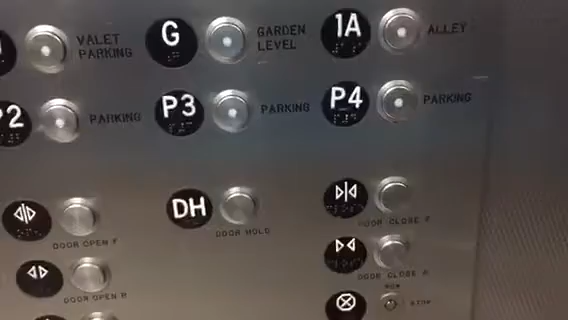 VALET PARKING
G
GARDEN LEVEL
1A
ALLEY
P2
PARKING
P3
PARKING
P4
PARKING
DOOR OPEN F
DH
DOOR HOLD
DOOR CLOSE F
DOOR OPEN R
DOOR CLOSE R
RUN
STOP